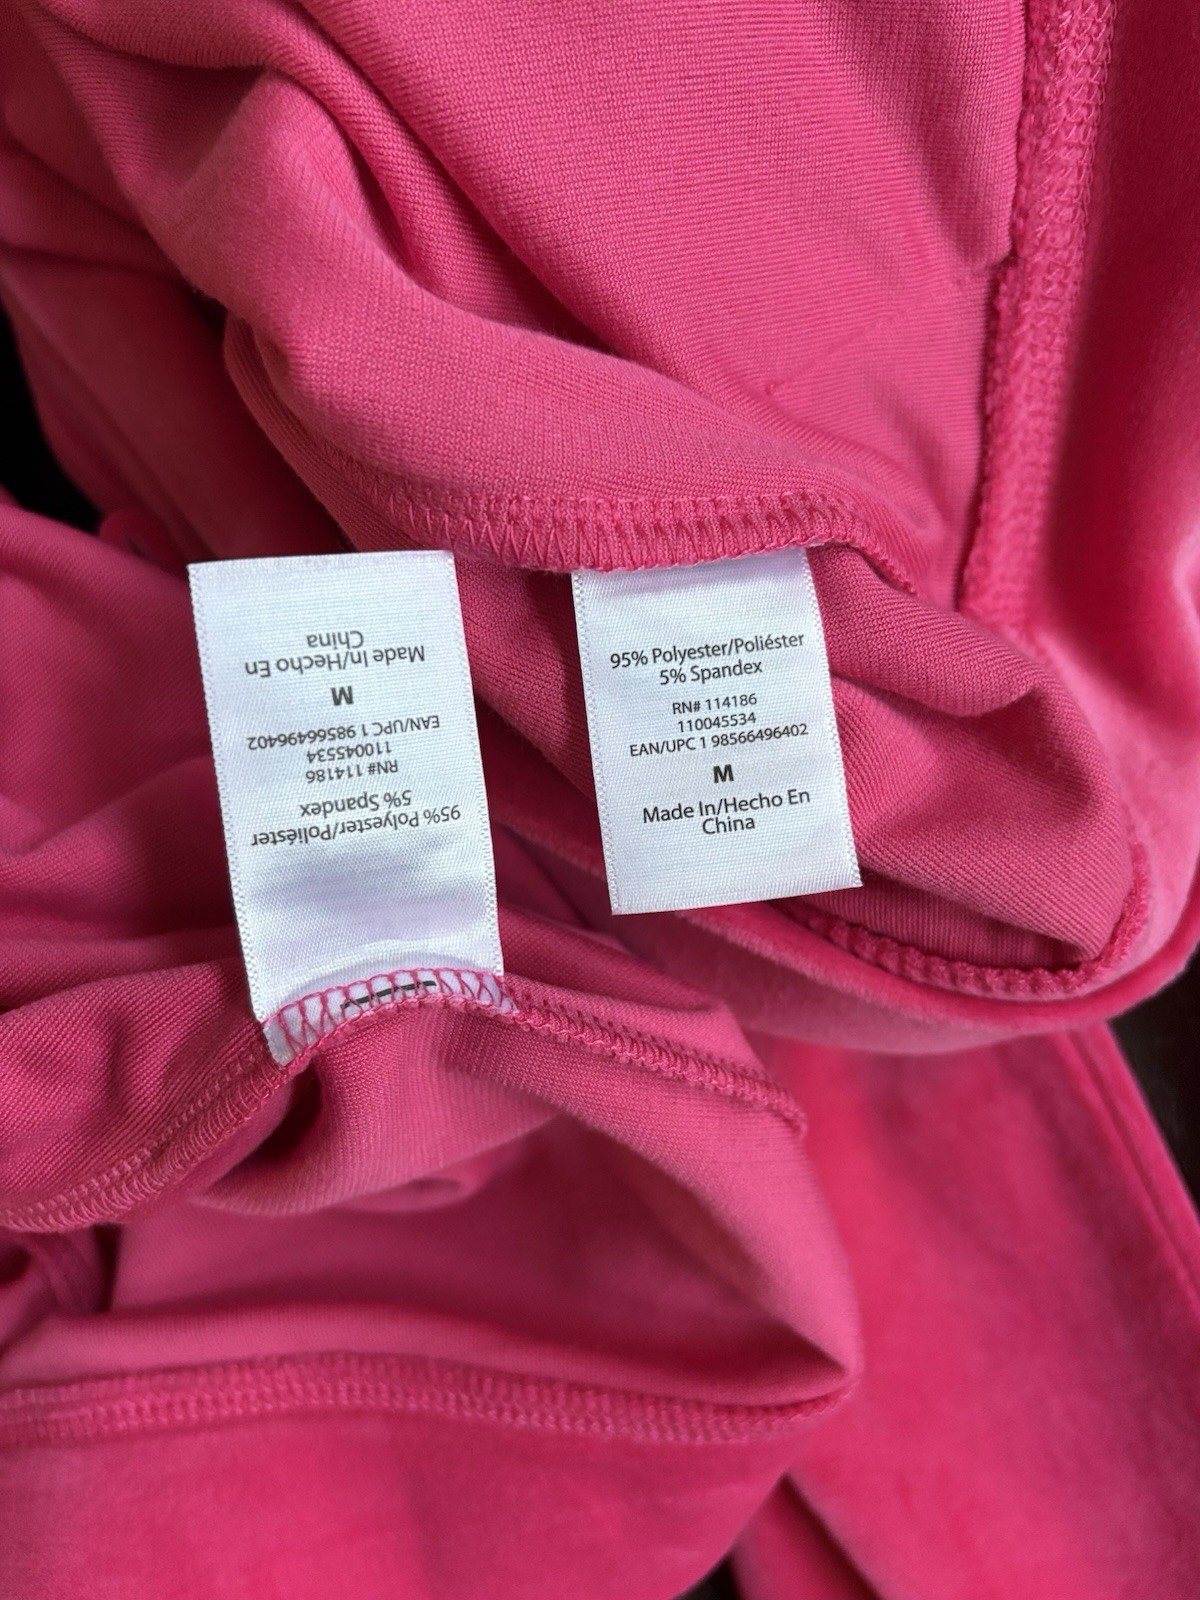 95% Polyester/Poliéster
5% Spandex
RN# 114186
110045534
EAN/UPC 1 98566496402
M
Made In/Hecho En
China
95% Polyester/Poliéster
5% Spandex
RN# 114186
110045534
EAN/UPC 1 98566496402
M
Made In/Hecho En
China